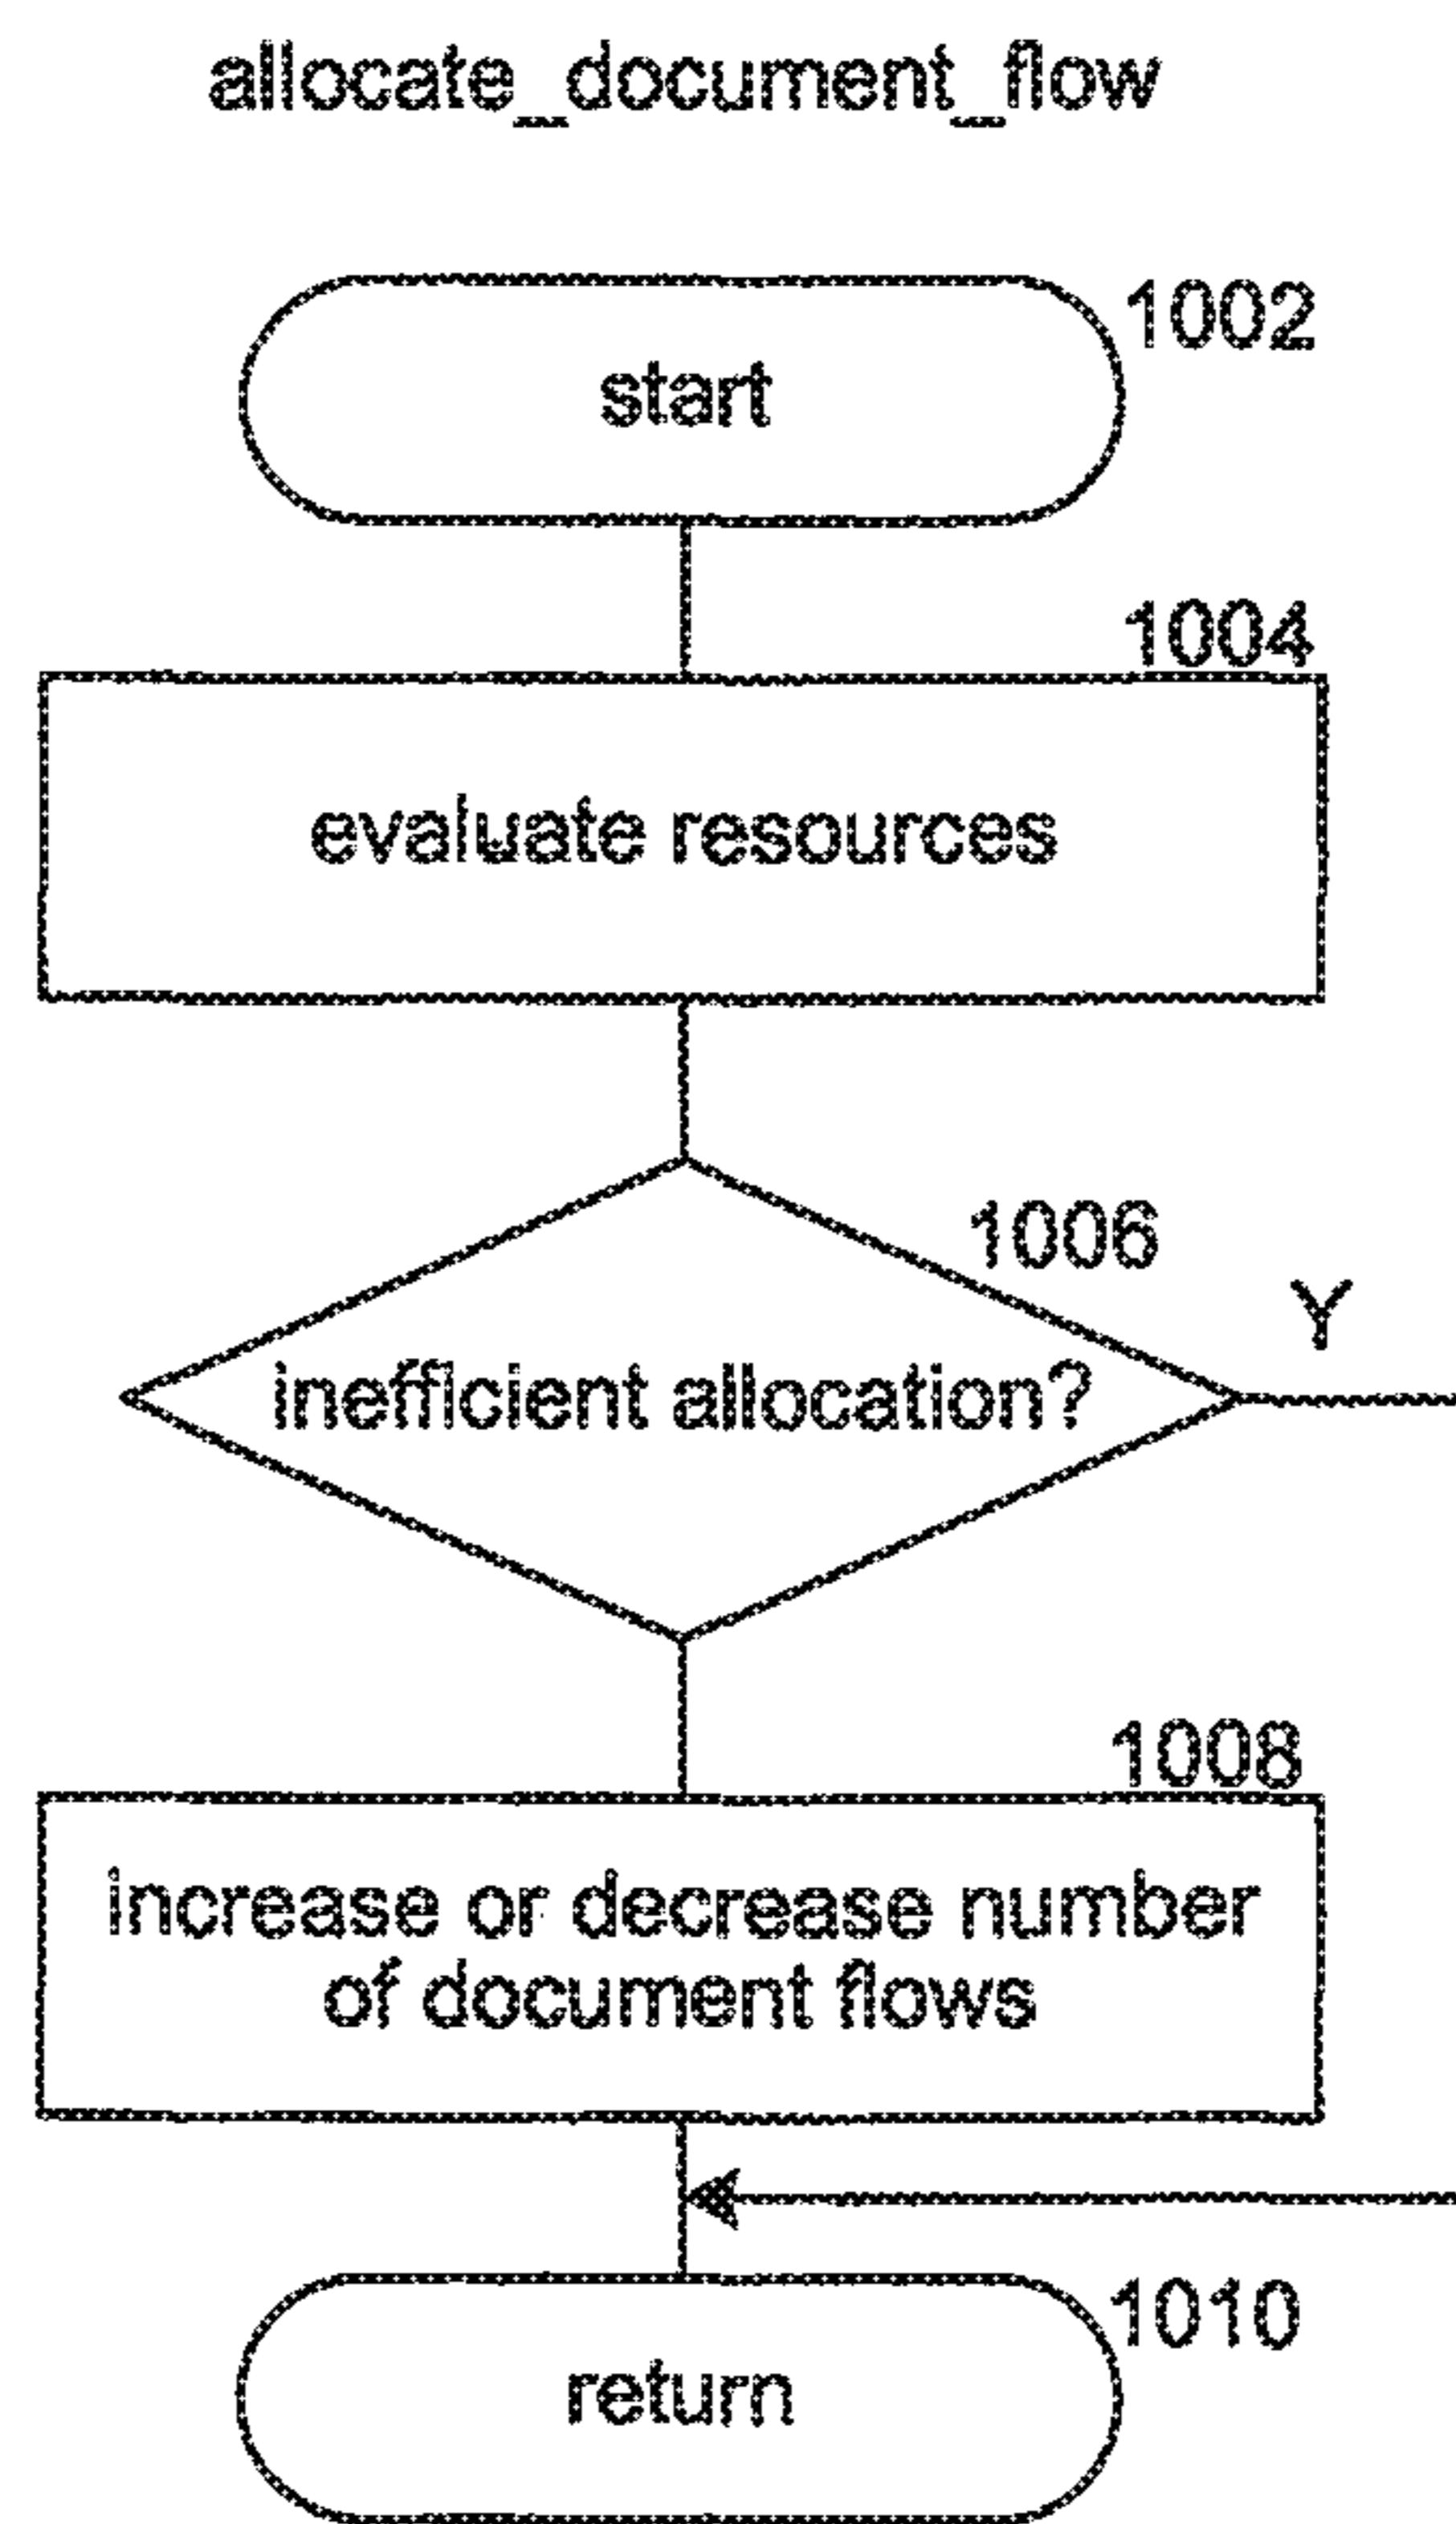 allocate_document_flow
1002
start
1004
evaluate resources
1006
Y
inefficient allocation?
1008
increase or decrease number
of document flows
1010
return